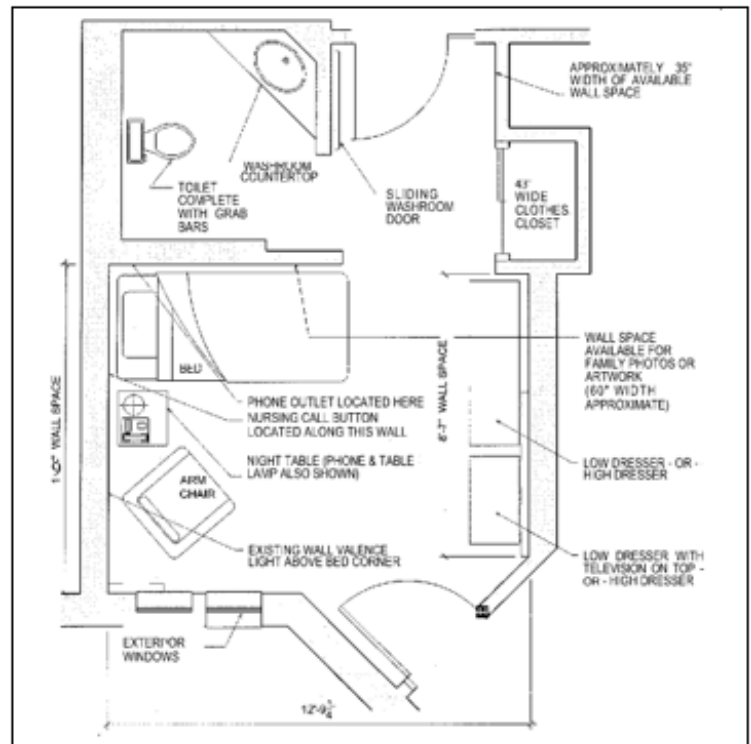 APPROXIMATELY 35"
WIDTH OF AVAILABLE
WALL SPACE
WASHROOM
COUNTERTOP
TOILET
COMPLETE
WITH GRAB
BARS
SLIDING
WASHROOM
DOOR
43"
WIDE
CLOTHES
CLOSET
BED
WALL SPACE
AVAILABLE FOR
FAMILY PHOTOS OR
ARTWORK
(60" WIDTH
APPROXIMATE)
WALL SPACE
8'-7" WALL SPACE
PHONE OUTLET LOCATED HERE
NURSING CALL BUTTON
LOCATED ALONG THIS WALL
NIGHT TABLE (PHONE & TABLE
LAMP ALSO SHOWN)
LOW DRESSER - OR -
HIGH DRESSER
ARM
CHAIR
EXISTING WALL VALENCE
LIGHT ABOVE BED CORNER
LOW DRESSER WITH
TELEVISION ON TOP -
OR - HIGH DRESSER
EXTERIOR
WINDOWS
12'-9¾"